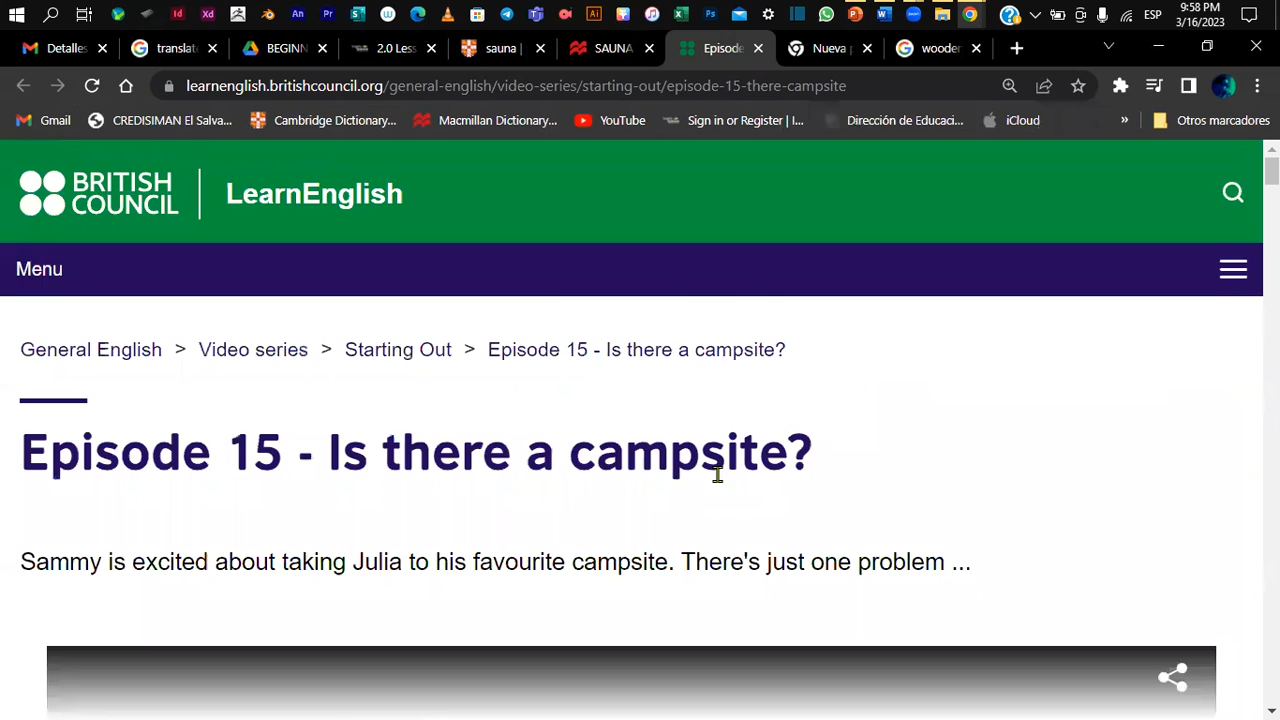 9:58 PM
ESP
3/16/2023
Detalles
translate
BEGINN
2.0 Less
sauna |
SAUNA
Episode
Nueva p
wooden
learnenglish.britishcouncil.org/general-english/video-series/starting-out/episode-15-there-campsite
Gmail
CREDISIMAN El Salva...
Cambridge Dictionary...
Macmillan Dictionary...
YouTube
Sign in or Register | I...
Dirección de Educaci...
iCloud
»
Otros marcadores
BRITISH
COUNCIL
LearnEnglish
Menu
General English > Video series > Starting Out > Episode 15 - Is there a campsite?
Episode 15 - Is there a campsite?
Sammy is excited about taking Julia to his favourite campsite. There's just one problem ...